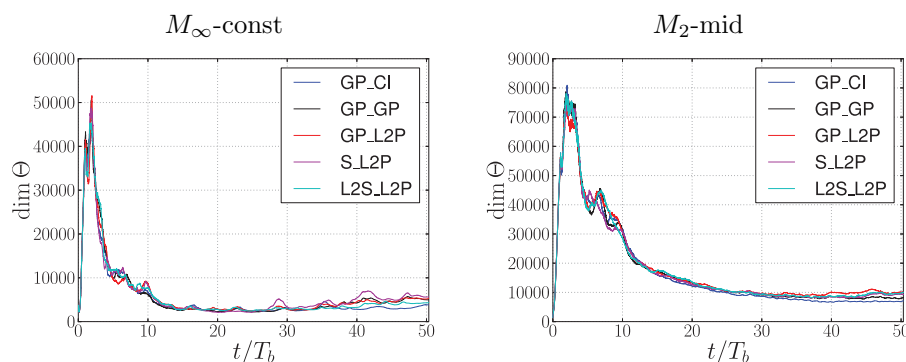 M∞-const
60000
50000
40000
30000
20000
10000
0
dim Θ
0 10 20 30 40 50
t/T_b
GP_CI
GP_GP
GP_L2P
S_L2P
L2S_L2P
M₂-mid
90000
80000
70000
60000
50000
40000
30000
20000
10000
0
dim Θ
0 10 20 30 40 50
t/T_b
GP_CI
GP_GP
GP_L2P
S_L2P
L2S_L2P